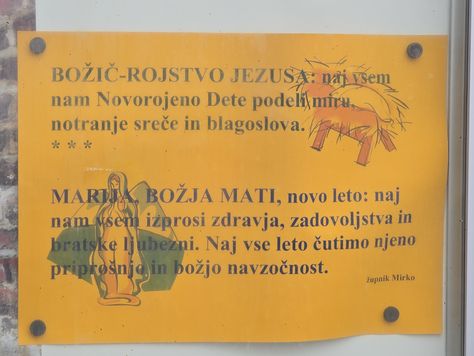 BOŽIČ-ROJSTVO JEZUSA: naj vsem
nam Novorojeno Dete podeli miru,
notranje sreče in blagoslova.
* * *
MARIJA, BOŽJA MATI, novo leto: naj
nam vsem izprosi zdravja, zadovoljstva in
bratske ljubezni. Naj vse leto čutimo njeno
priprošnjo in božjo navzočnost.
župnik Mirko